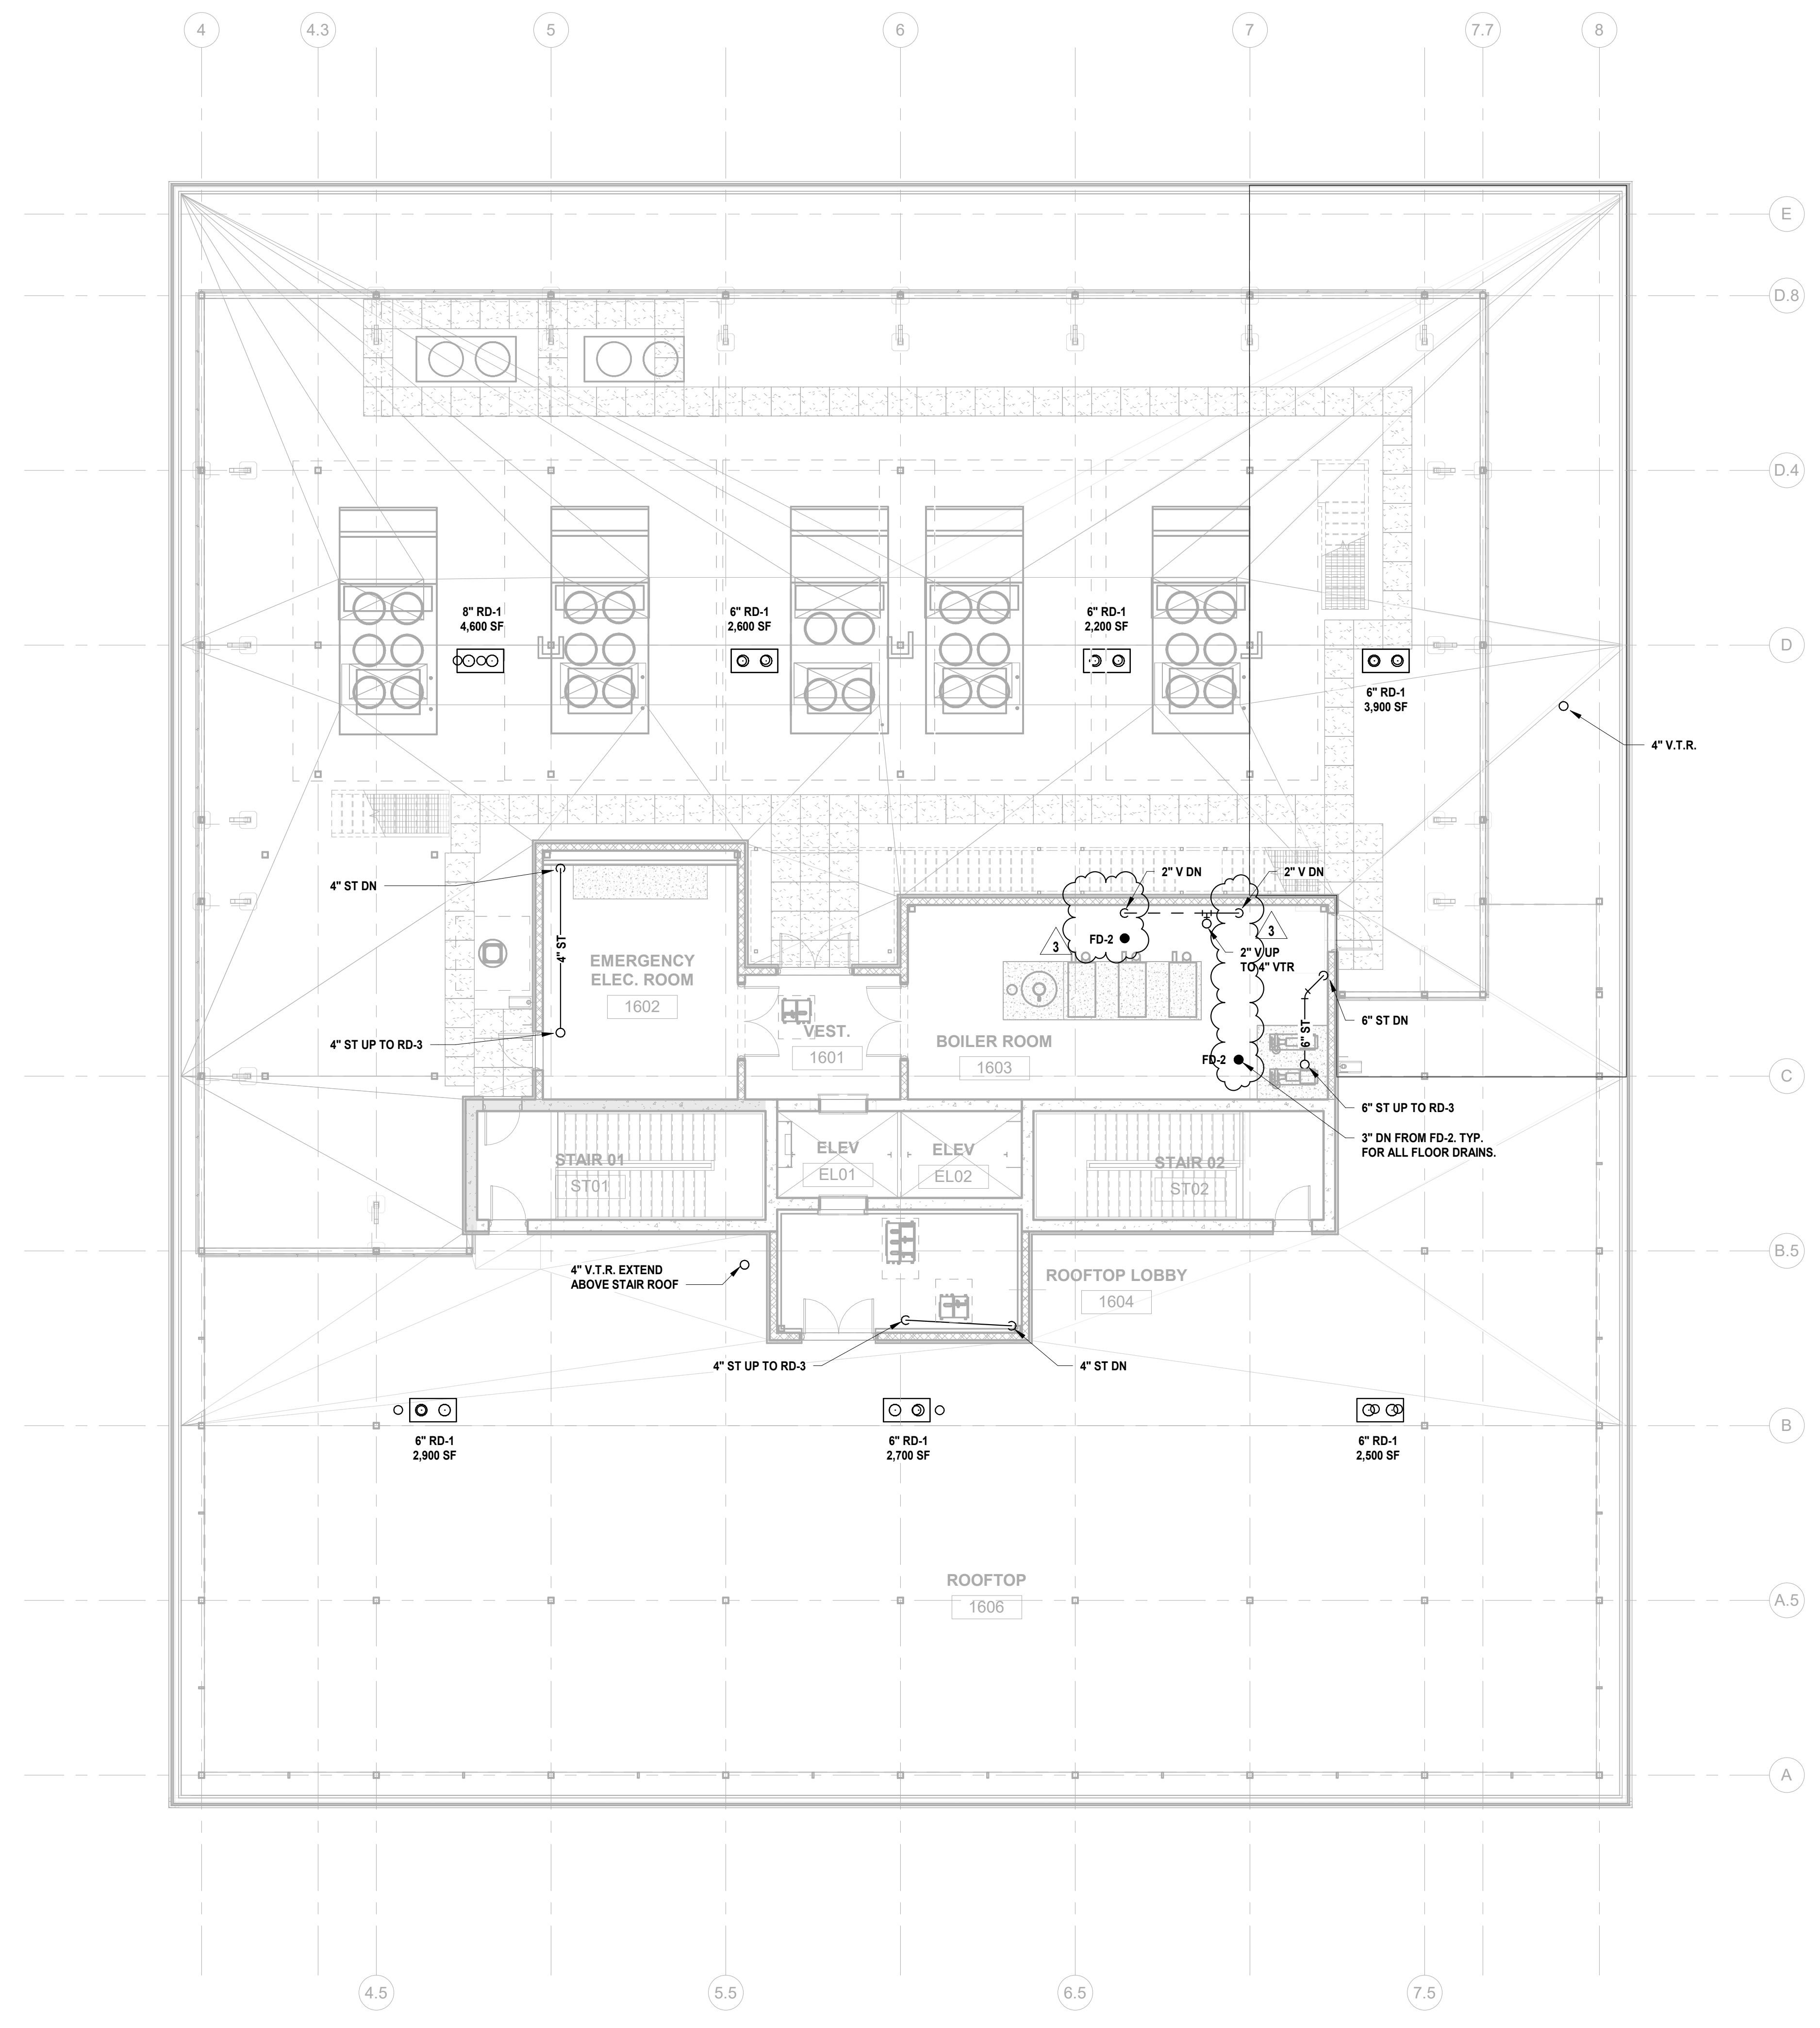 4
4.3
5
6
7
7.7
8
E
D.8
D.4
8" RD-1
4,600 SF
6" RD-1
2,600 SF
6" RD-1
2,200 SF
D
6" RD-1
3,900 SF
4" V.T.R.
4" ST DN
2" V DN
2" V DN
4" ST
EMERGENCY
ELEC. ROOM
1602
FD-2
3
3
2" V UP
TO 4" VTR
4" ST UP TO RD-3
VEST.
1601
BOILER ROOM
1603
6" ST
6" ST DN
FD-2
C
6" ST UP TO RD-3
3" DN FROM FD-2. TYP.
FOR ALL FLOOR DRAINS.
STAIR 01
ST01
ELEV
EL01
ELEV
EL02
STAIR 02
ST02
B.5
4" V.T.R. EXTEND
ABOVE STAIR ROOF
ROOFTOP LOBBY
1604
4" ST UP TO RD-3
4" ST DN
B
6" RD-1
2,900 SF
6" RD-1
2,700 SF
6" RD-1
2,500 SF
ROOFTOP
1606
A.5
A
4.5
5.5
6.5
7.5